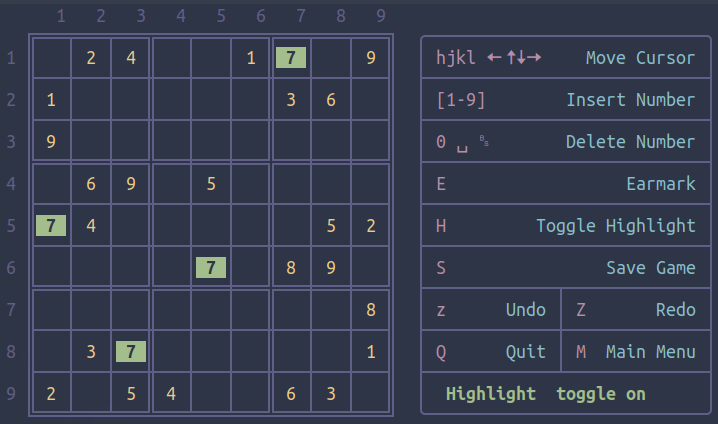 1 2 3 4 5 6 7 8 9
1 2 4 1 7 9 hjkl ←↑↓→ Move Cursor
2 1 3 6 [1-9] Insert Number
3 9 0 ␣ ␈ Delete Number
4 6 9 5 E Earmark
5 7 4 5 2 H Toggle Highlight
6 7 8 9 S Save Game
7 8 z Undo Z Redo
8 3 7 1 Q Quit M Main Menu
9 2 5 4 6 3 Highlight toggle on